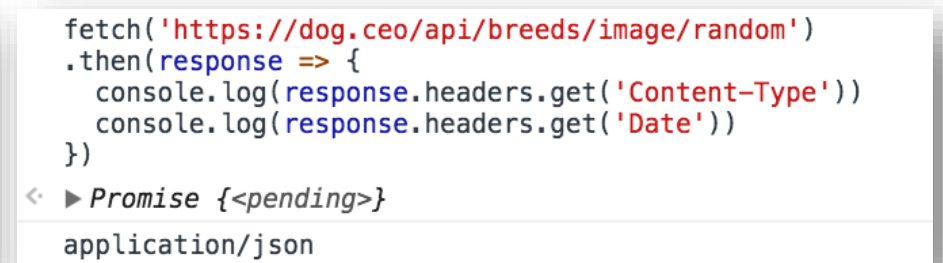 fetch('https://dog.ceo/api/breeds/image/random')
.then(response => {
  console.log(response.headers.get('Content-Type'))
  console.log(response.headers.get('Date'))
})
Promise {<pending>}
application/json